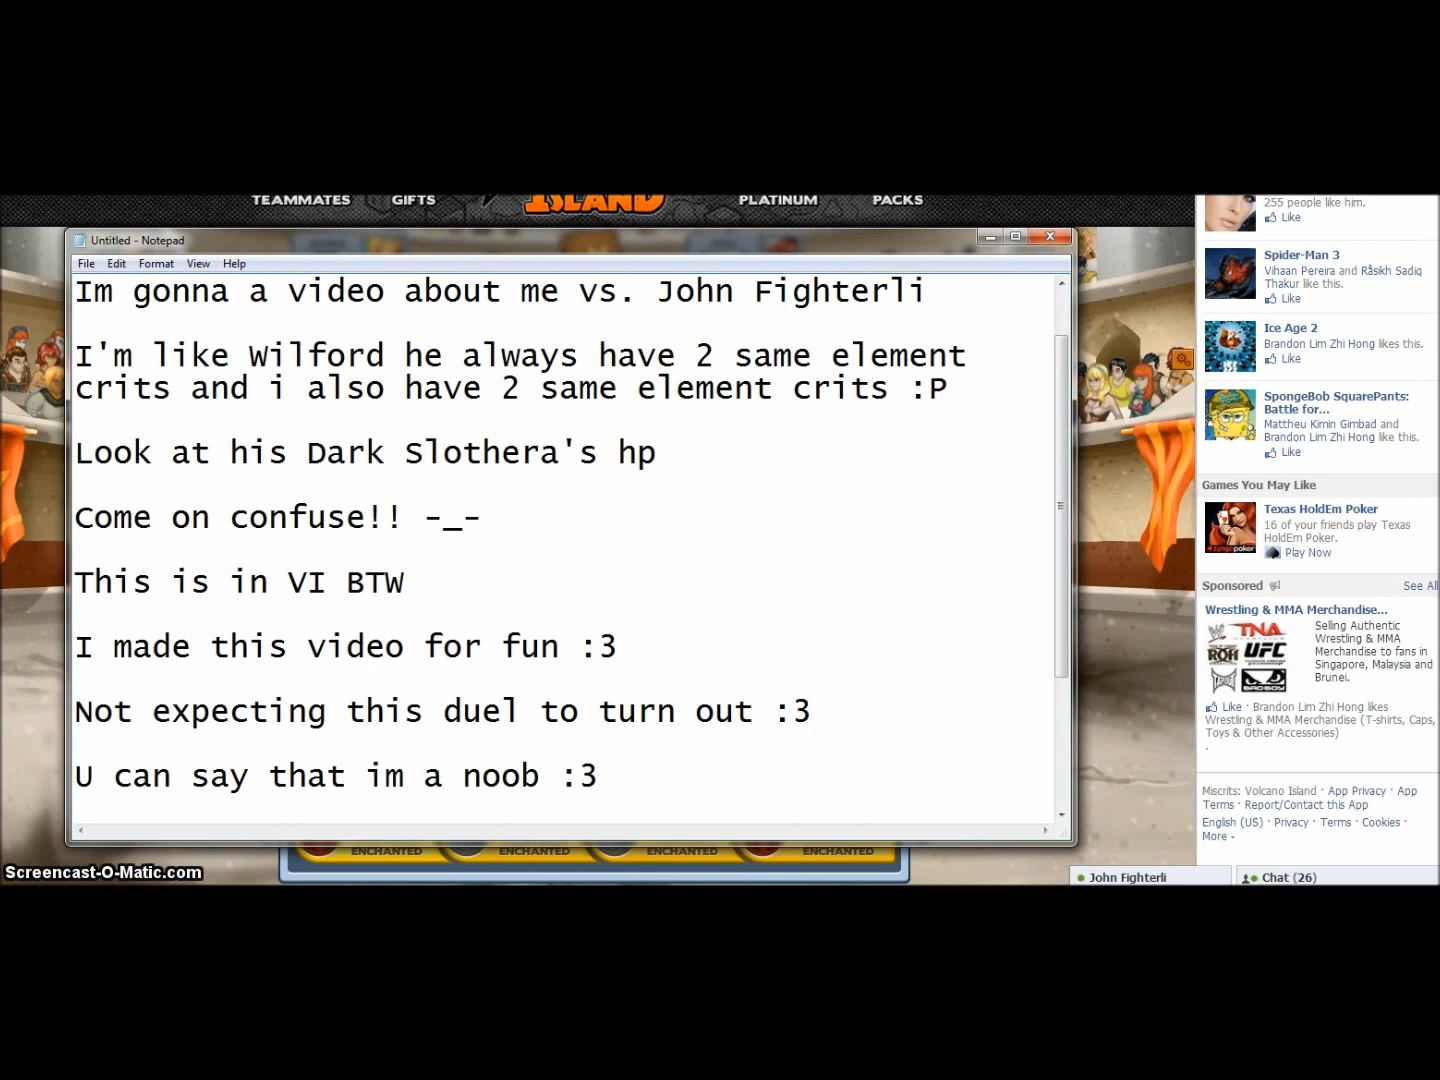 TEAMMATES GIFTS ISLAND PLATINUM PACKS
Untitled - Notepad
File Edit Format View Help
Im gonna a video about me vs. John Fighterli
I'm like Wilford he always have 2 same element
crits and i also have 2 same element crits :P
Look at his Dark Slothera's hp
Come on confuse!! -_-
This is in VI BTW
I made this video for fun :3
Not expecting this duel to turn out :3
U can say that im a noob :3
ENCHANTED ENCHANTED ENCHANTED ENCHANTED
Screencast-O-Matic.com
255 people like him.
Like
Spider-Man 3
Vihaan Pereira and Råsikh Sadiq
Thakur like this.
Like
Ice Age 2
Brandon Lim Zhi Hong likes this.
Like
SpongeBob SquarePants:
Battle for...
Mattheu Kimin Gimbad and
Brandon Lim Zhi Hong like this.
Like
Games You May Like
Texas HoldEm Poker
16 of your friends play Texas
HoldEm Poker.
Play Now
zyngapoker
Sponsored See All
Wrestling & MMA Merchandise...
Selling Authentic
Wrestling & MMA
Merchandise to fans in
Singapore, Malaysia and
Brunei.
TNA
ROH UFC
TAPOUT BAD BOY
Like · Brandon Lim Zhi Hong likes
Wrestling & MMA Merchandise (T-shirts, Caps,
Toys & Other Accessories)
.
Miscrits: Volcano Island · App Privacy · App
Terms · Report/Contact this App
English (US) · Privacy · Terms · Cookies ·
More
John Fighterli
Chat (26)